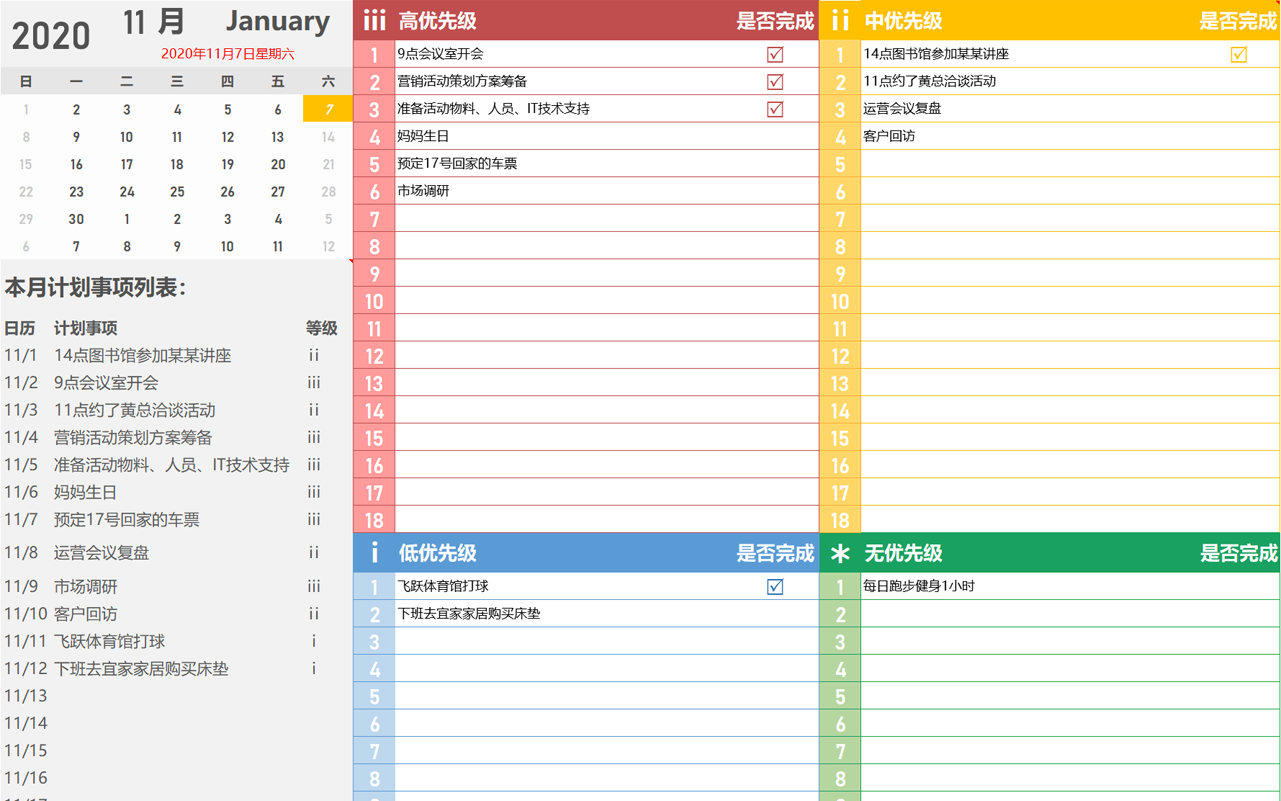 2020 11 月 January
2020年11月7日星期六
日 一 二 三 四 五 六
1 2 3 4 5 6 7
8 9 10 11 12 13 14
15 16 17 18 19 20 21
22 23 24 25 26 27 28
29 30 1 2 3 4 5
6 7 8 9 10 11 12
本月计划事项列表:
日历 计划事项 等级
11/1 14点图书馆参加某某讲座 ii
11/2 9点会议室开会 iii
11/3 11点约了黄总洽谈活动 ii
11/4 营销活动策划方案筹备 iii
11/5 准备活动物料、人员、IT技术支持 iii
11/6 妈妈生日 iii
11/7 预定17号回家的车票 iii
11/8 运营会议复盘 ii
11/9 市场调研 iii
11/10 客户回访 ii
11/11 飞跃体育馆打球 i
11/12 下班去宜家家居购买床垫 i
11/13
11/14
11/15
11/16
iii 高优先级 是否完成
1 9点会议室开会 ☑
2 营销活动策划方案筹备 ☑
3 准备活动物料、人员、IT技术支持 ☑
4 妈妈生日
5 预定17号回家的车票
6 市场调研
7
8
9
10
11
12
13
14
15
16
17
18
ii 中优先级 是否完成
1 14点图书馆参加某某讲座 ☑
2 11点约了黄总洽谈活动
3 运营会议复盘
4 客户回访
5
6
7
8
9
10
11
12
13
14
15
16
17
18
i 低优先级 是否完成
1 飞跃体育馆打球 ☑
2 下班去宜家家居购买床垫
3
4
5
6
7
8
* 无优先级 是否完成
1 每日跑步健身1小时
2
3
4
5
6
7
8